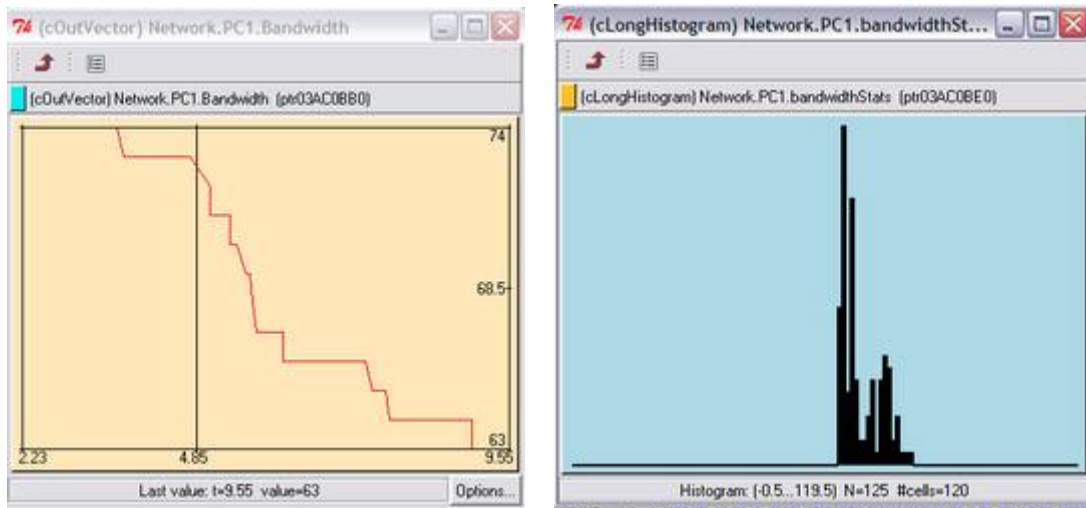 (cOutVector) Network.PC1.Bandwidth
(cOutVector) Network.PC1.Bandwidth (ptr03AC0BB0)
74
68.5
63
2.23 4.85 9.55
Last value: t=9.55 value=63 Options...
(cLongHistogram) Network.PC1.bandwidthSt...
(cLongHistogram) Network.PC1.bandwidthStats (ptr03AC0BE0)
Histogram: (-0.5...119.5) N=125 #cells=120